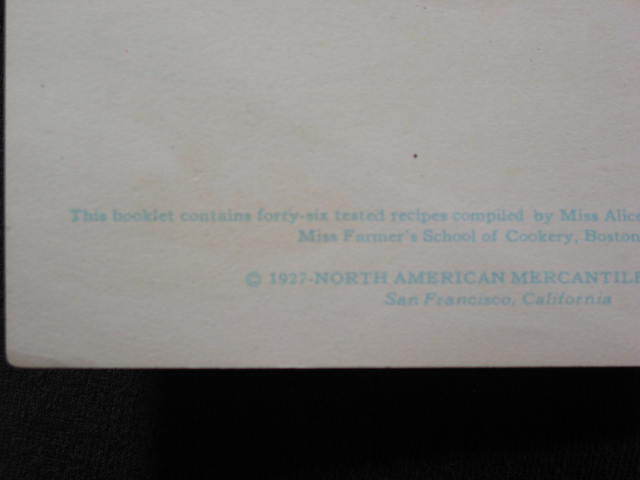 This booklet contains forty-six tested recipes compiled by Miss Alice
Miss Farmer's School of Cookery, Boston
© 1927-NORTH AMERICAN MERCANTILE
San Francisco, California